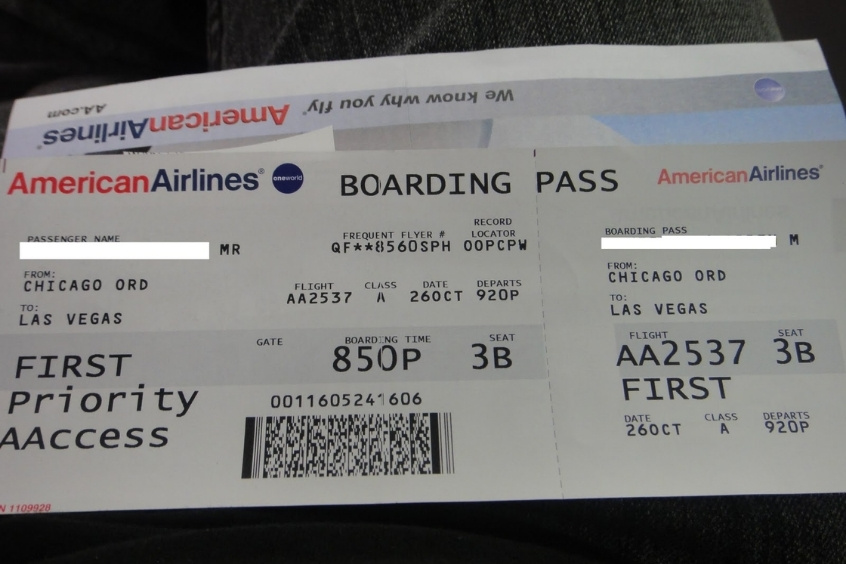 We know why you fly®
AmericanAirlines®
AA.com
AmericanAirlines® oneworld BOARDING PASS AmericanAirlines®
PASSENGER NAME
MR
FREQUENT FLYER # RECORD LOCATOR
QF**8560SPH OOPCPW
FROM:
CHICAGO ORD
TO:
LAS VEGAS
FLIGHT CLASS DATE DEPARTS
AA2537 A 26OCT 920P
GATE BOARDING TIME SEAT
850P 3B
FIRST
Priority
AAccess
0011605241606
N 1109928
BOARDING PASS
M
FROM:
CHICAGO ORD
TO:
LAS VEGAS
FLIGHT SEAT
AA2537 3B
FIRST
DATE CLASS DEPARTS
26OCT A 920P